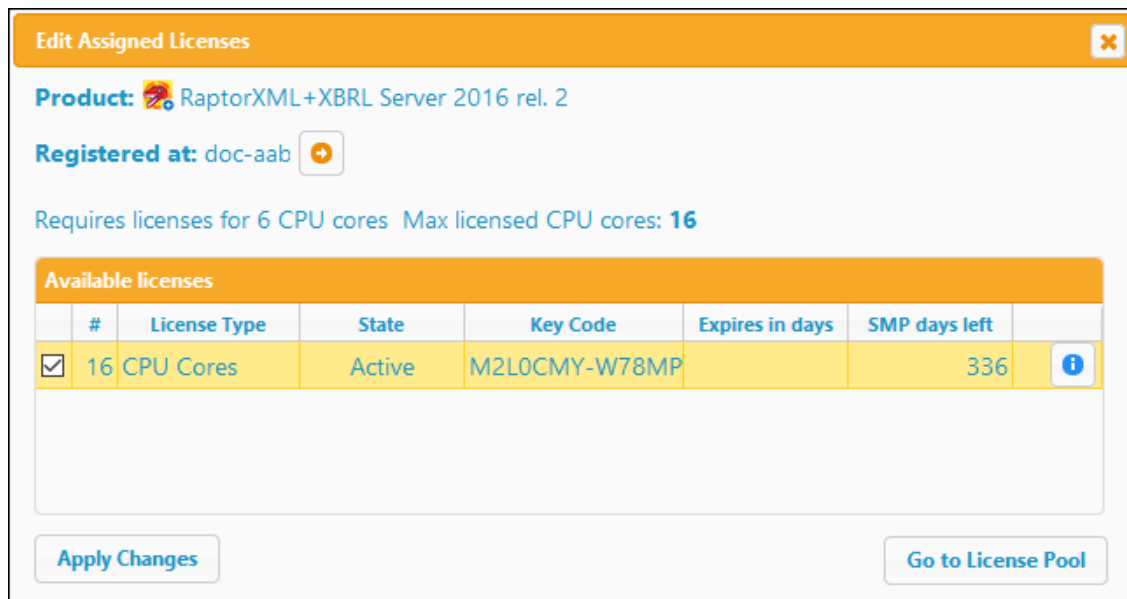 Edit Assigned Licenses
Product: RaptorXML+XBRL Server 2016 rel. 2
Registered at: doc-aab
Requires licenses for 6 CPU cores Max licensed CPU cores: 16
Available licenses
# License Type State Key Code Expires in days SMP days left
16 CPU Cores Active M2L0CMY-W78MP 336
Apply Changes Go to License Pool